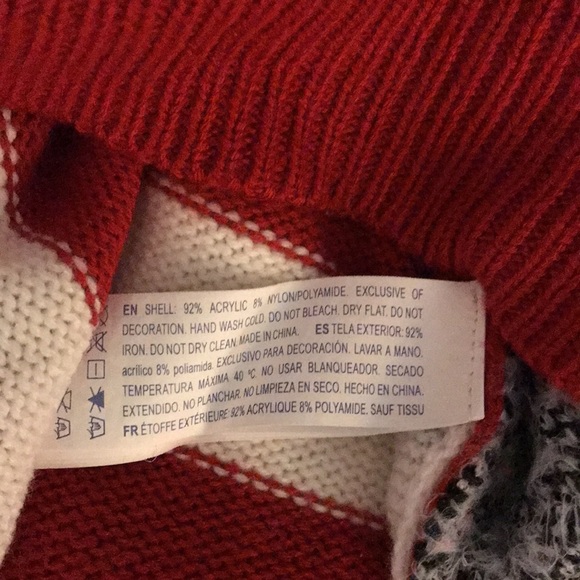 EN SHELL: 92% ACRYLIC 8% NYLON/POLYAMIDE. EXCLUSIVE OF
DECORATION. HAND WASH COLD. DO NOT BLEACH. DRY FLAT. DO NOT
IRON. DO NOT DRY CLEAN. MADE IN CHINA. ES TELA EXTERIOR: 92%
acrílico 8% poliamida. EXCLUSIVO PARA DECORACIÓN. LAVAR A MANO.
TEMPERATURA MÁXIMA 40 °C NO USAR BLANQUEADOR. SECADO
EXTENDIDO. NO PLANCHAR. NO LIMPIEZA EN SECO. HECHO EN CHINA.
FR ÉTOFFE EXTÉRIEURE: 92% ACRYLIQUE 8% POLYAMIDE. SAUF TISSU